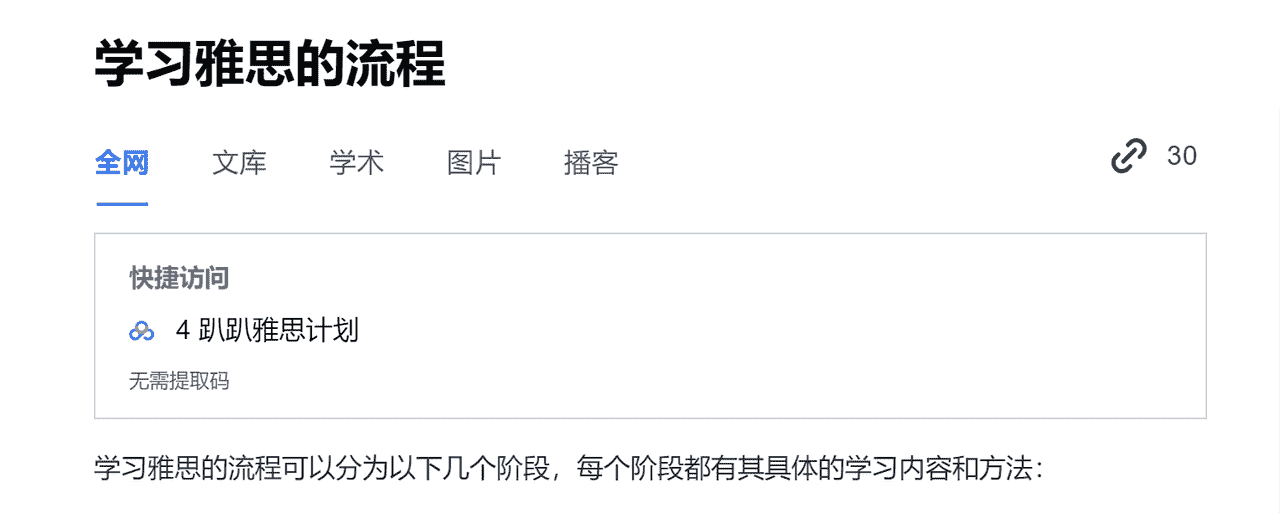 学习雅思的流程
全网 文库 学术 图片 播客 30
快捷访问
4 趴趴雅思计划
无需提取码
学习雅思的流程可以分为以下几个阶段，每个阶段都有其具体的学习内容和方法：